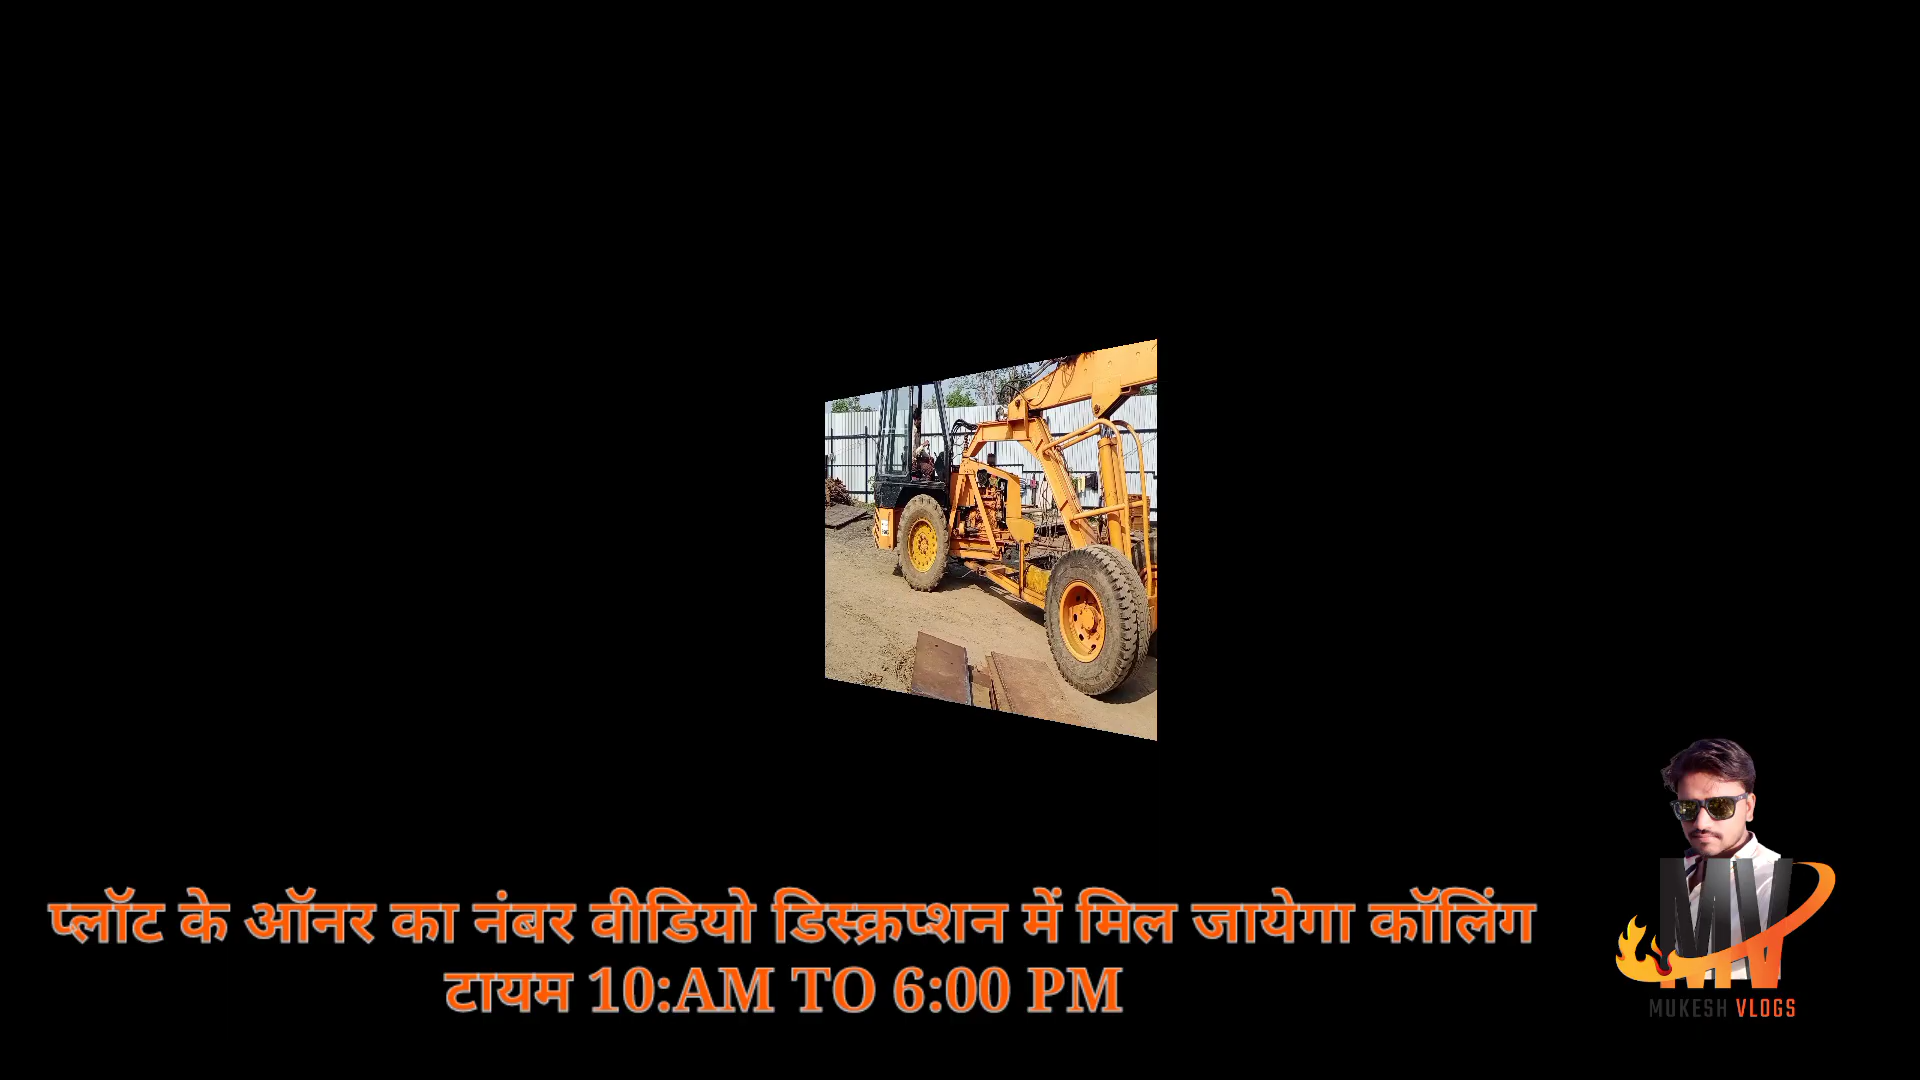 प्लॉट के ऑनर का नंबर वीडियो डिस्क्रप्शन में मिल जायेगा कॉलिंग
टायम 10:AM TO 6:00 PM
MV
MUKESH VLOGS